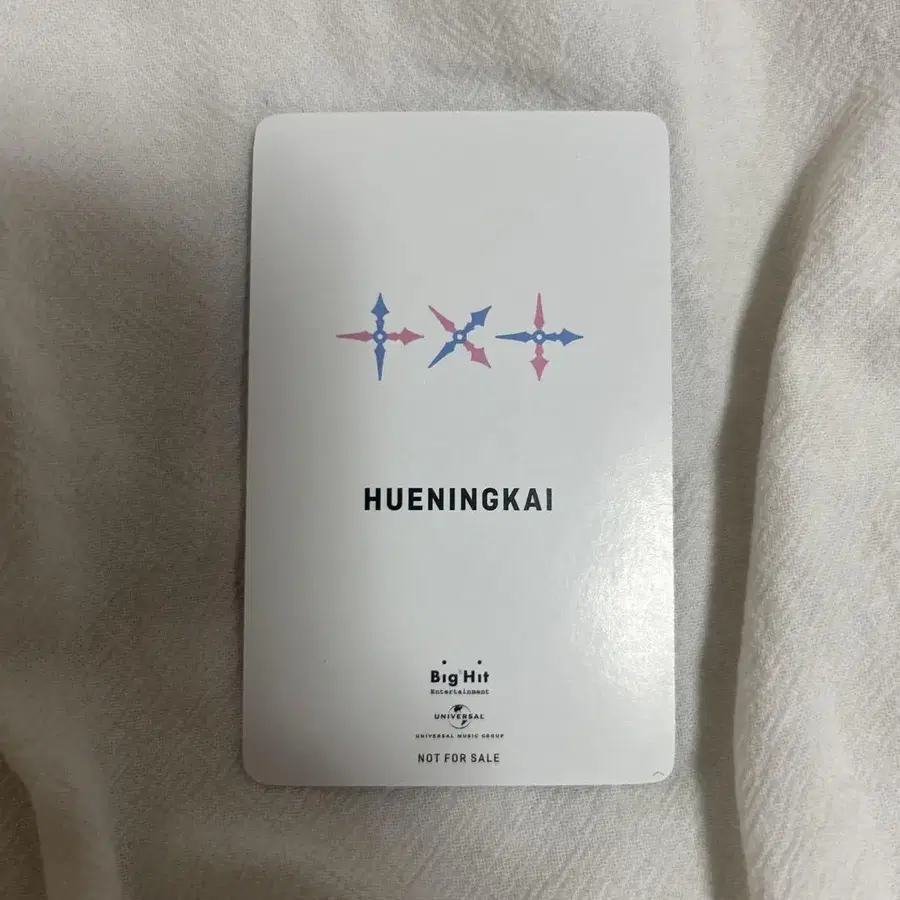 HUENINGKAI
Big Hit
Entertainment
UNIVERSAL
UNIVERSAL MUSIC GROUP
NOT FOR SALE